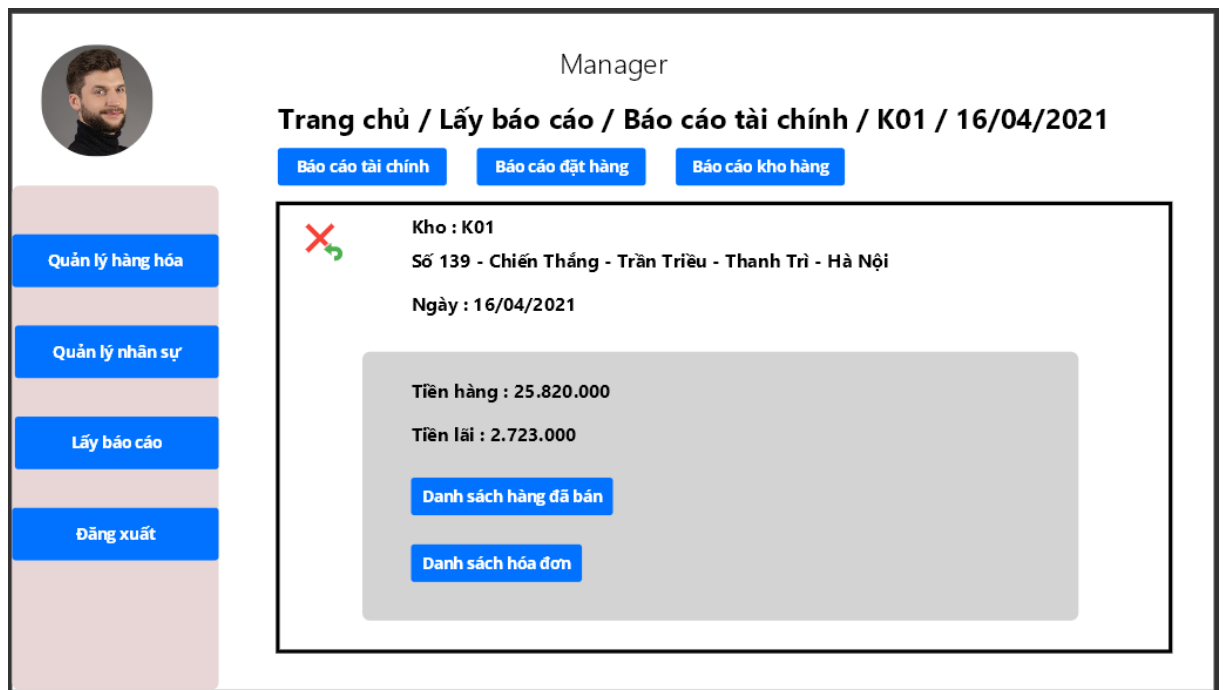 Manager
Trang chủ / Lấy báo cáo / Báo cáo tài chính / K01 / 16/04/2021
Báo cáo tài chính
Báo cáo đặt hàng
Báo cáo kho hàng
Quản lý hàng hóa
Quản lý nhân sự
Lấy báo cáo
Đăng xuất
Kho : K01
Số 139 - Chiến Thắng - Trần Triều - Thanh Trì - Hà Nội
Ngày : 16/04/2021
Tiền hàng : 25.820.000
Tiền lãi : 2.723.000
Danh sách hàng đã bán
Danh sách hóa đơn